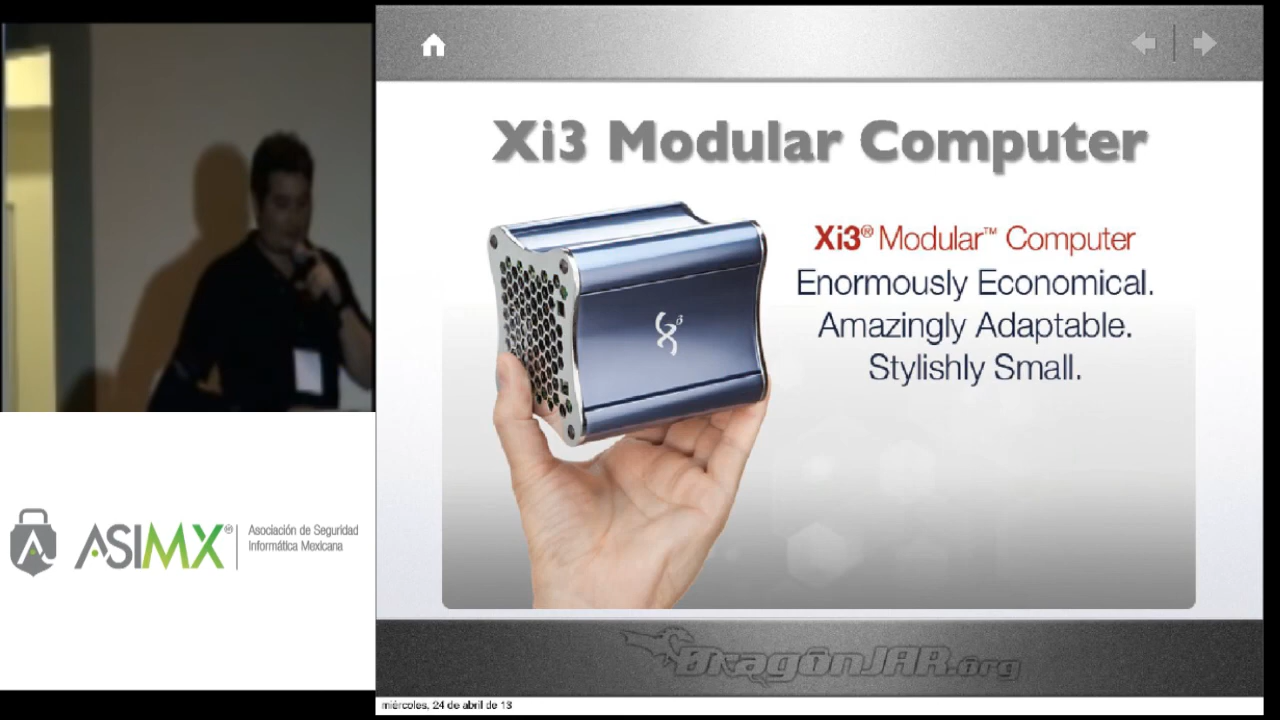 Xi3 Modular Computer
Xi3® Modular™ Computer
Enormously Economical.
Amazingly Adaptable.
Stylishly Small.
ASIMX®
Asociación de Seguridad
Informática Mexicana
DragonJAR.org
miércoles, 24 de abril de 13